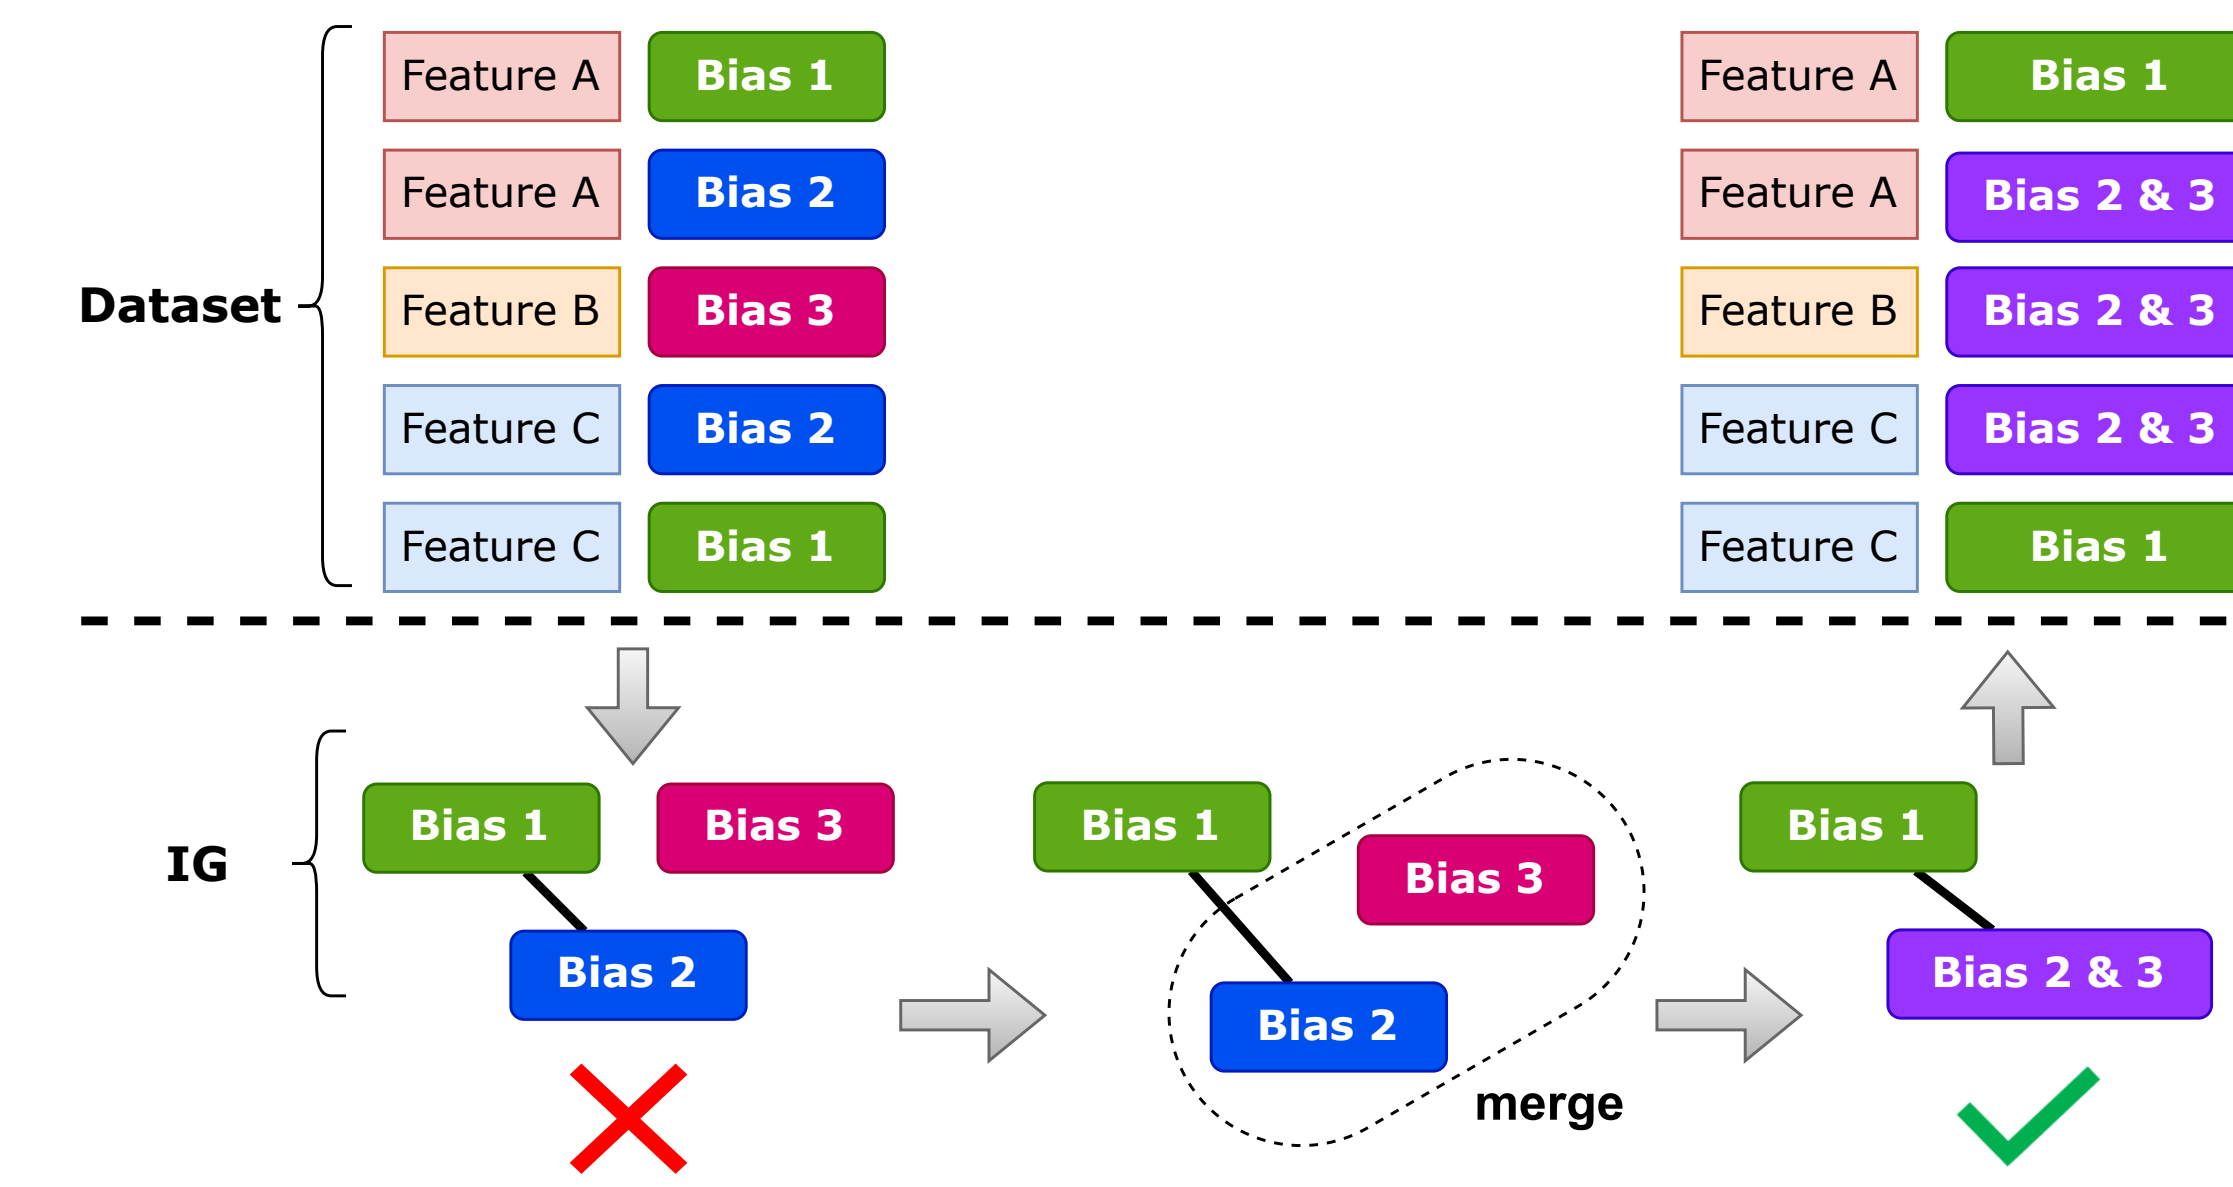 Feature A Bias 1 Feature A Bias 1
Feature A Bias 2 Feature A Bias 2 & 3
Dataset Feature B Bias 3 Feature B Bias 2 & 3
Feature C Bias 2 Feature C Bias 2 & 3
Feature C Bias 1 Feature C Bias 1
Bias 1 Bias 3 Bias 1 Bias 1
IG Bias 3
Bias 2 Bias 2 & 3
Bias 2
merge